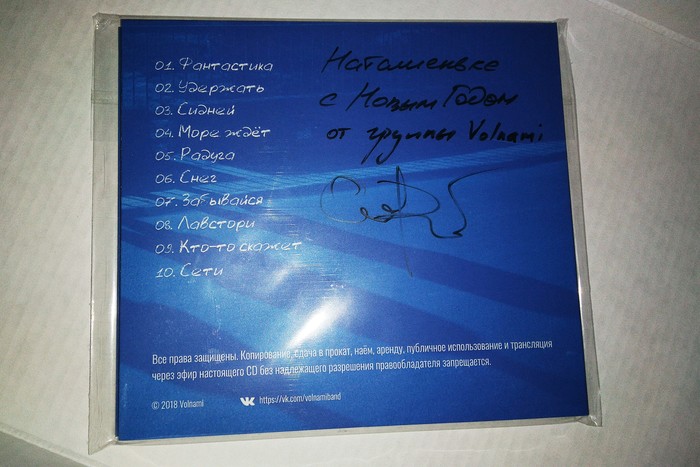 01. Фантастика
02. Удержать
03. Сидней
04. Море ждёт
05. Радуга
06. Снег
07. Забывайся
08. Лавстори
09. Кто-то скажет
10. Сети
Наташеньке
с Новым Годом
от группы Volnami
Все права защищены. Копирование, сдача в прокат, наём, аренду, публичное использование и трансляция
через эфир настоящего CD без надлежащего разрешения правообладателя запрещается.
© 2018 Volnami
https://vk.com/volnamiband